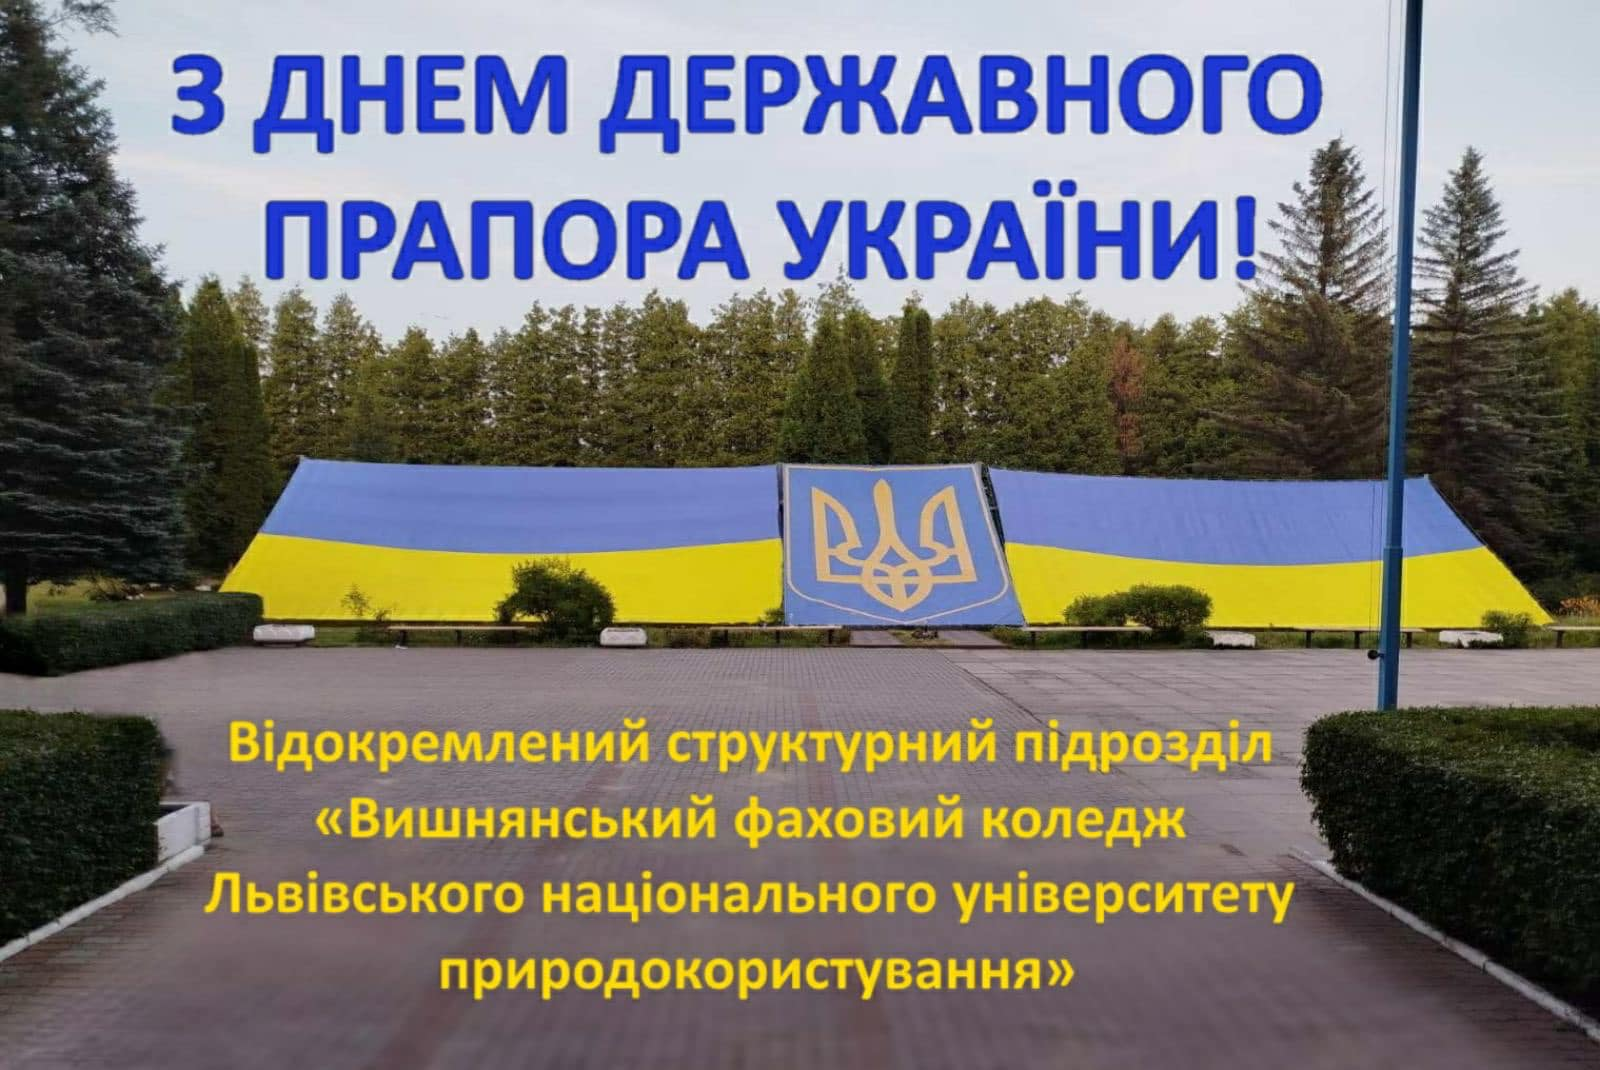 З ДНЕМ ДЕРЖАВНОГО
ПРАПОРА УКРАЇНИ!
Відокремлений структурний підрозділ
«Вишнянський фаховий коледж
Львівського національного університету
природокористування»